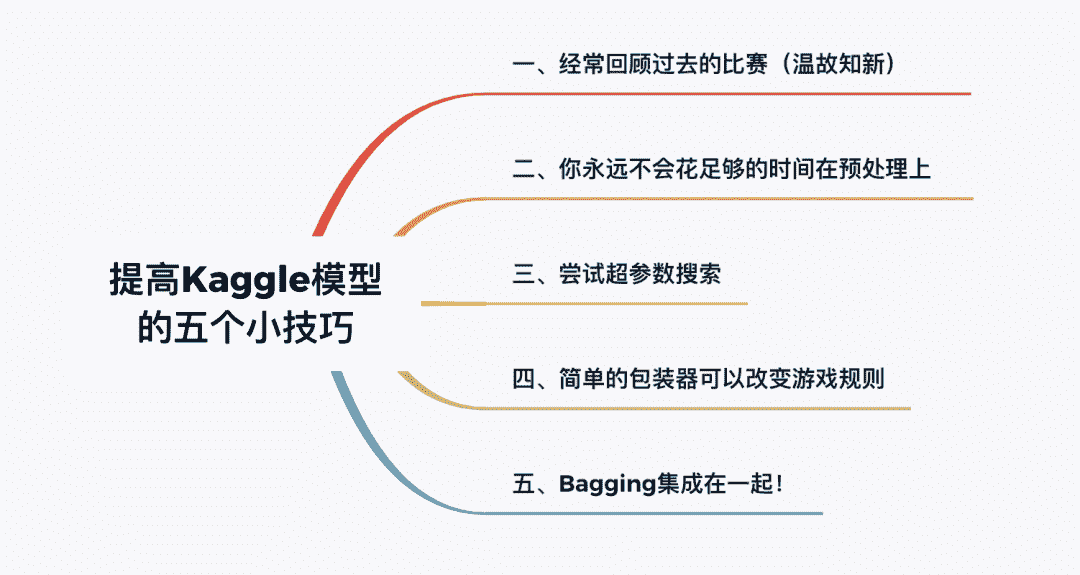 一、经常回顾过去的比赛（温故知新）
二、你永远不会花足够的时间在预处理上
提高Kaggle模型
的五个小技巧
三、尝试超参数搜索
四、简单的包装器可以改变游戏规则
五、Bagging集成在一起！